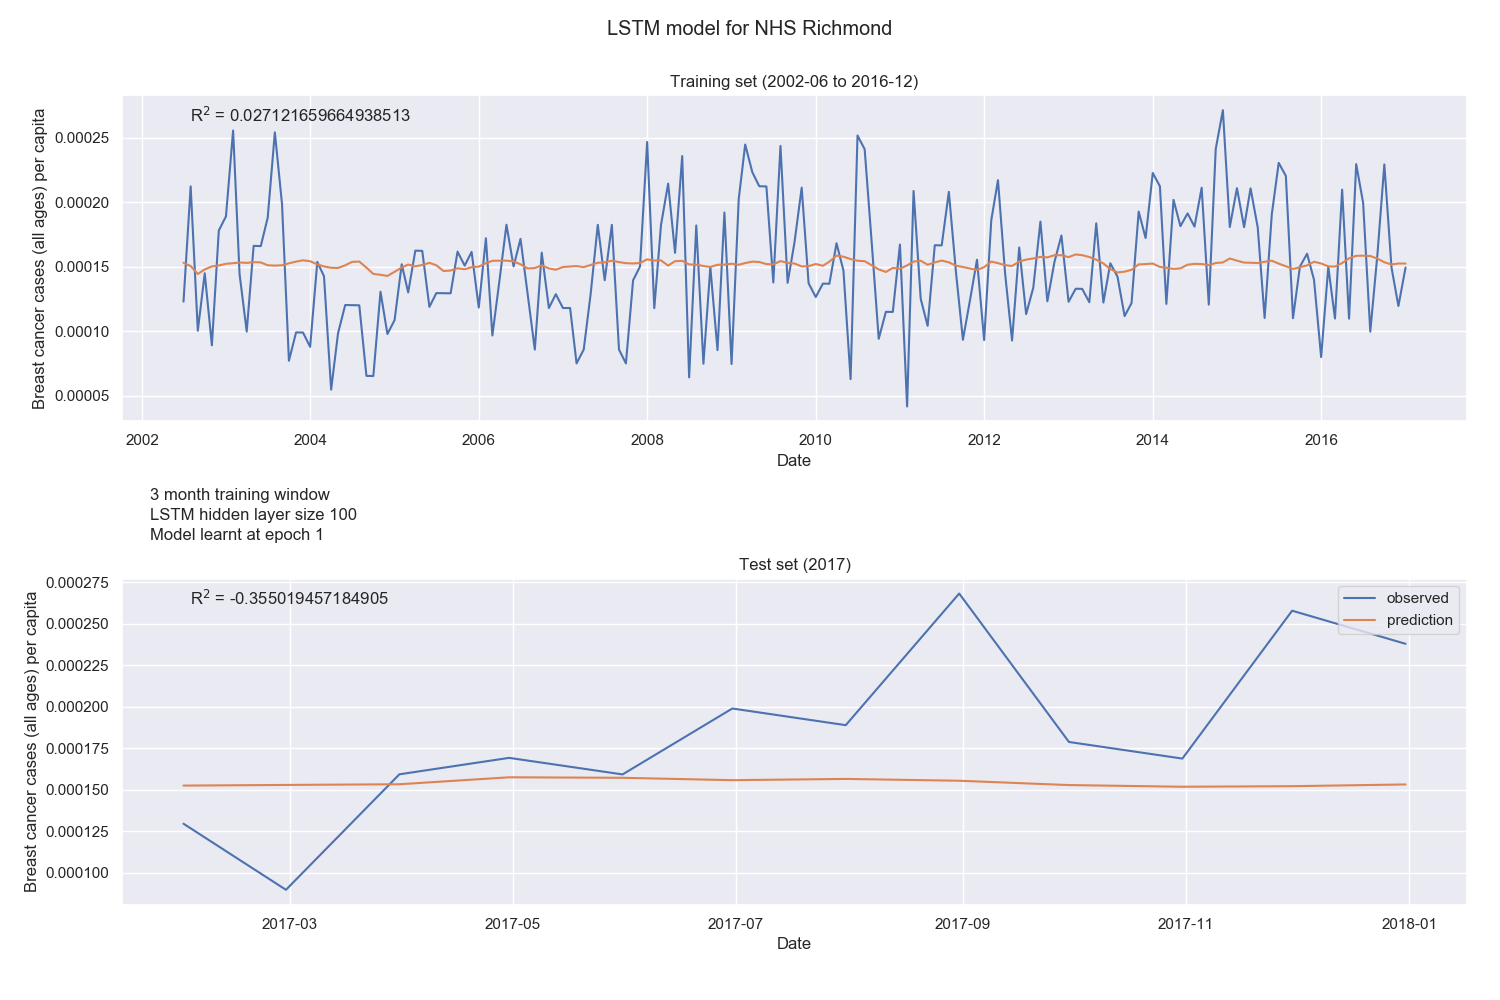 LSTM model for NHS Richmond
Training set (2002-06 to 2016-12)
R² = 0.027121659664938513
Breast cancer cases (all ages) per capita
0.00025
0.00020
0.00015
0.00010
0.00005
2002 2004 2006 2008 2010 2012 2014 2016
Date
3 month training window
LSTM hidden layer size 100
Model learnt at epoch 1
Test set (2017)
R² = -0.355019457184905
observed
prediction
Breast cancer cases (all ages) per capita
0.000275
0.000250
0.000225
0.000200
0.000175
0.000150
0.000125
0.000100
2017-03 2017-05 2017-07 2017-09 2017-11 2018-01
Date